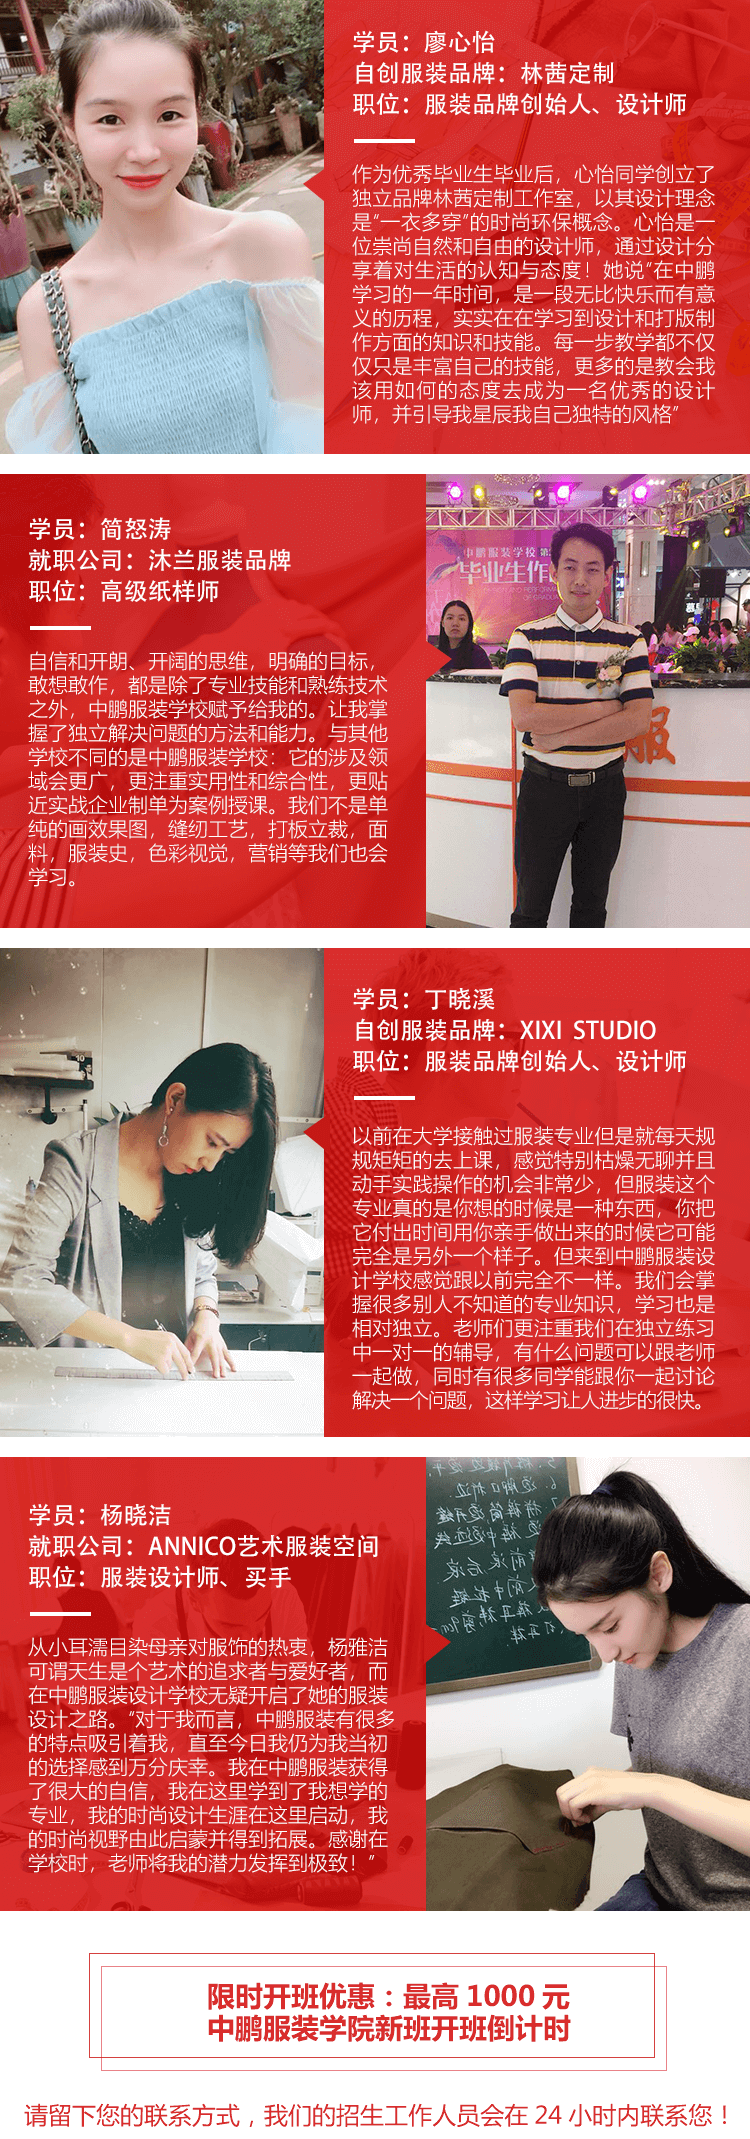 学员：廖心怡
自创服装品牌：林茜定制
职位：服装品牌创始人、设计师
作为优秀毕业生毕业后，心怡同学创立了
独立品牌林茜定制工作室，以其设计理念
是“一衣多穿”的时尚环保概念。心怡是一
位崇尚自然和自由的设计师，通过设计分
享着对生活的认知与态度！她说“在中鹏
学习的一年时间，是一段无比快乐而有意
义的历程，实实在在学习到设计和打版制
作方面的知识和技能。每一步教学都不仅
仅只是丰富自己的技能，更多的是教会我
该用如何的态度去成为一名优秀的设计
师，并引导我星辰我自己独特的风格”
学员：简怒涛
就职公司：沐兰服装品牌
职位：高级纸样师
自信和开朗、开阔的思维，明确的目标，
敢想敢作，都是除了专业技能和熟练技术
之外，中鹏服装学校赋予给我的。让我掌
握了独立解决问题的方法和能力。与其他
学校不同的是中鹏服装学校：它的涉及领
域会更广，更注重实用性和综合性，更贴
近实战企业制单为案例授课。我们不是单
纯的画效果图，缝纫工艺，打板立裁，面
料，服装史，色彩视觉，营销等我们也会
学习。
中鹏服装学校
毕业生作
服
学员：丁晓溪
自创服装品牌：XIXI STUDIO
职位：服装品牌创始人、设计师
以前在大学接触过服装专业但是就每天规
规矩矩的去上课，感觉特别枯燥无聊并且
动手实践操作的机会非常少，但服装这个
专业真的是你想的时候是一种东西，你把
它付出时间用你亲手做出来的时候它可能
完全是另外一个样子。但来到中鹏服装设
计学校感觉跟以前完全不一样。我们会掌
握很多别人不知道的专业知识，学习也是
相对独立。老师们更注重我们在独立练习
中一对一的辅导，有什么问题可以跟老师
一起做，同时有很多同学能跟你一起讨论
解决一个问题，这样学习让人进步的很快。
学员：杨晓洁
就职公司：ANNICO艺术服装空间
职位：服装设计师、买手
从小耳濡目染母亲对服饰的热衷，杨雅洁
可谓天生是个艺术的追求者与爱好者，而
在中鹏服装设计学校无疑开启了她的服装
设计之路。“对于我而言，中鹏服装有很多
的特点吸引着我，直至今日我仍为我当初
的选择感到万分庆幸。我在中鹏服装获得
了很大的自信，我在这里学到了我想学的
专业，我的时尚设计生涯在这里启动，我
的时尚视野由此启蒙并得到拓展。感谢在
学校时，老师将我的潜力发挥到极致！”
限时开班优惠：最高 1000 元
中鹏服装学院新班开班倒计时
请留下您的联系方式，我们的招生工作人员会在 24 小时内联系您！